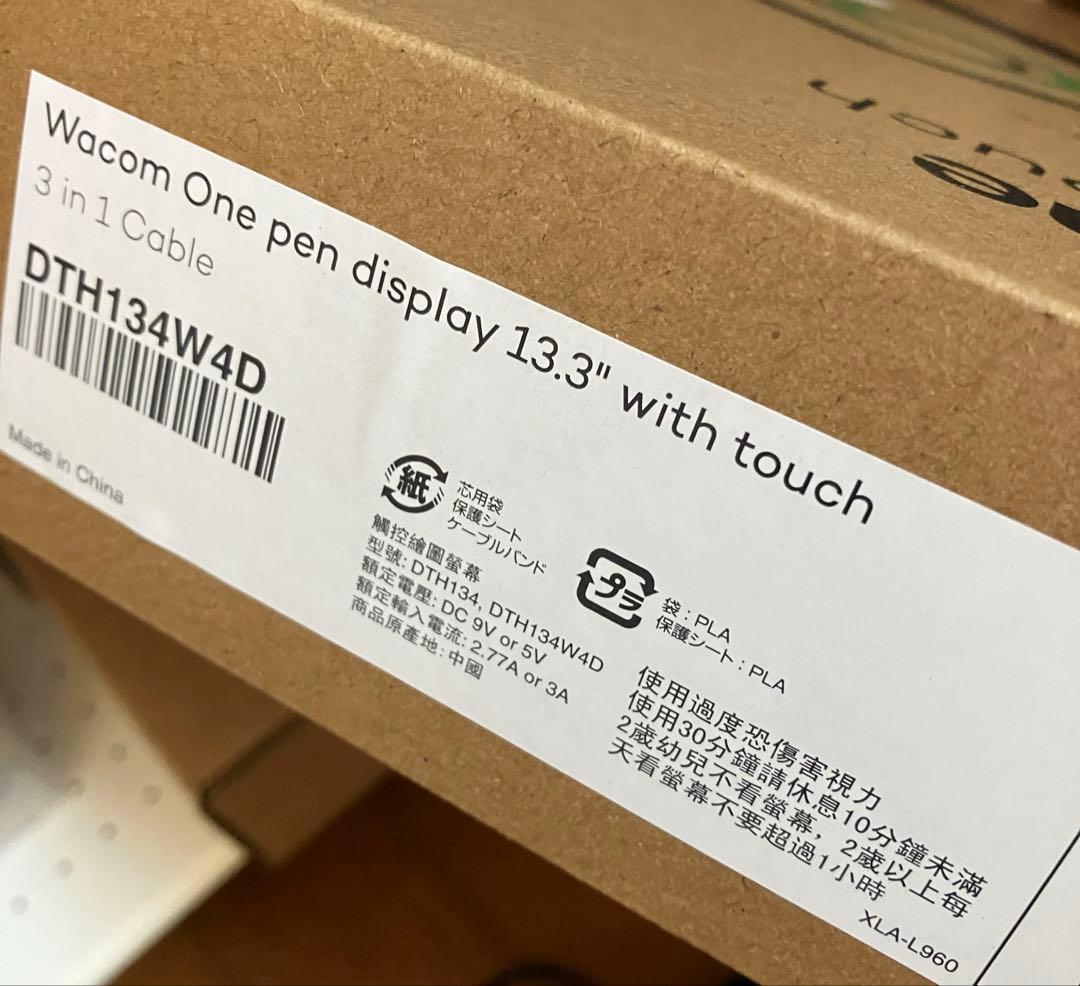 Wacom One pen display 13.3" with touch
3 in 1 Cable
DTH134W4D
Made in China
紙
芯用袋
保護シート
ケーブルバンド
プラ
袋 : PLA
保護シート : PLA
觸控繪圖螢幕
型號: DTH134, DTH134W4D
額定電壓: DC 9V or 5V
額定輸入電流: 2.77A or 3A
商品原產地: 中國
使用過度恐傷害視力
使用30分鐘請休息10分鐘未滿
2歲幼兒不看螢幕, 2歲以上每
天看螢幕不要超過1小時
XLA-L960